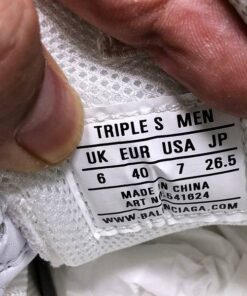 TRIPLE S MEN
UK EUR USA JP
6 40 7 26.5
MADE IN CHINA
ART N 541624
WWW.BALENCIAGA.COM